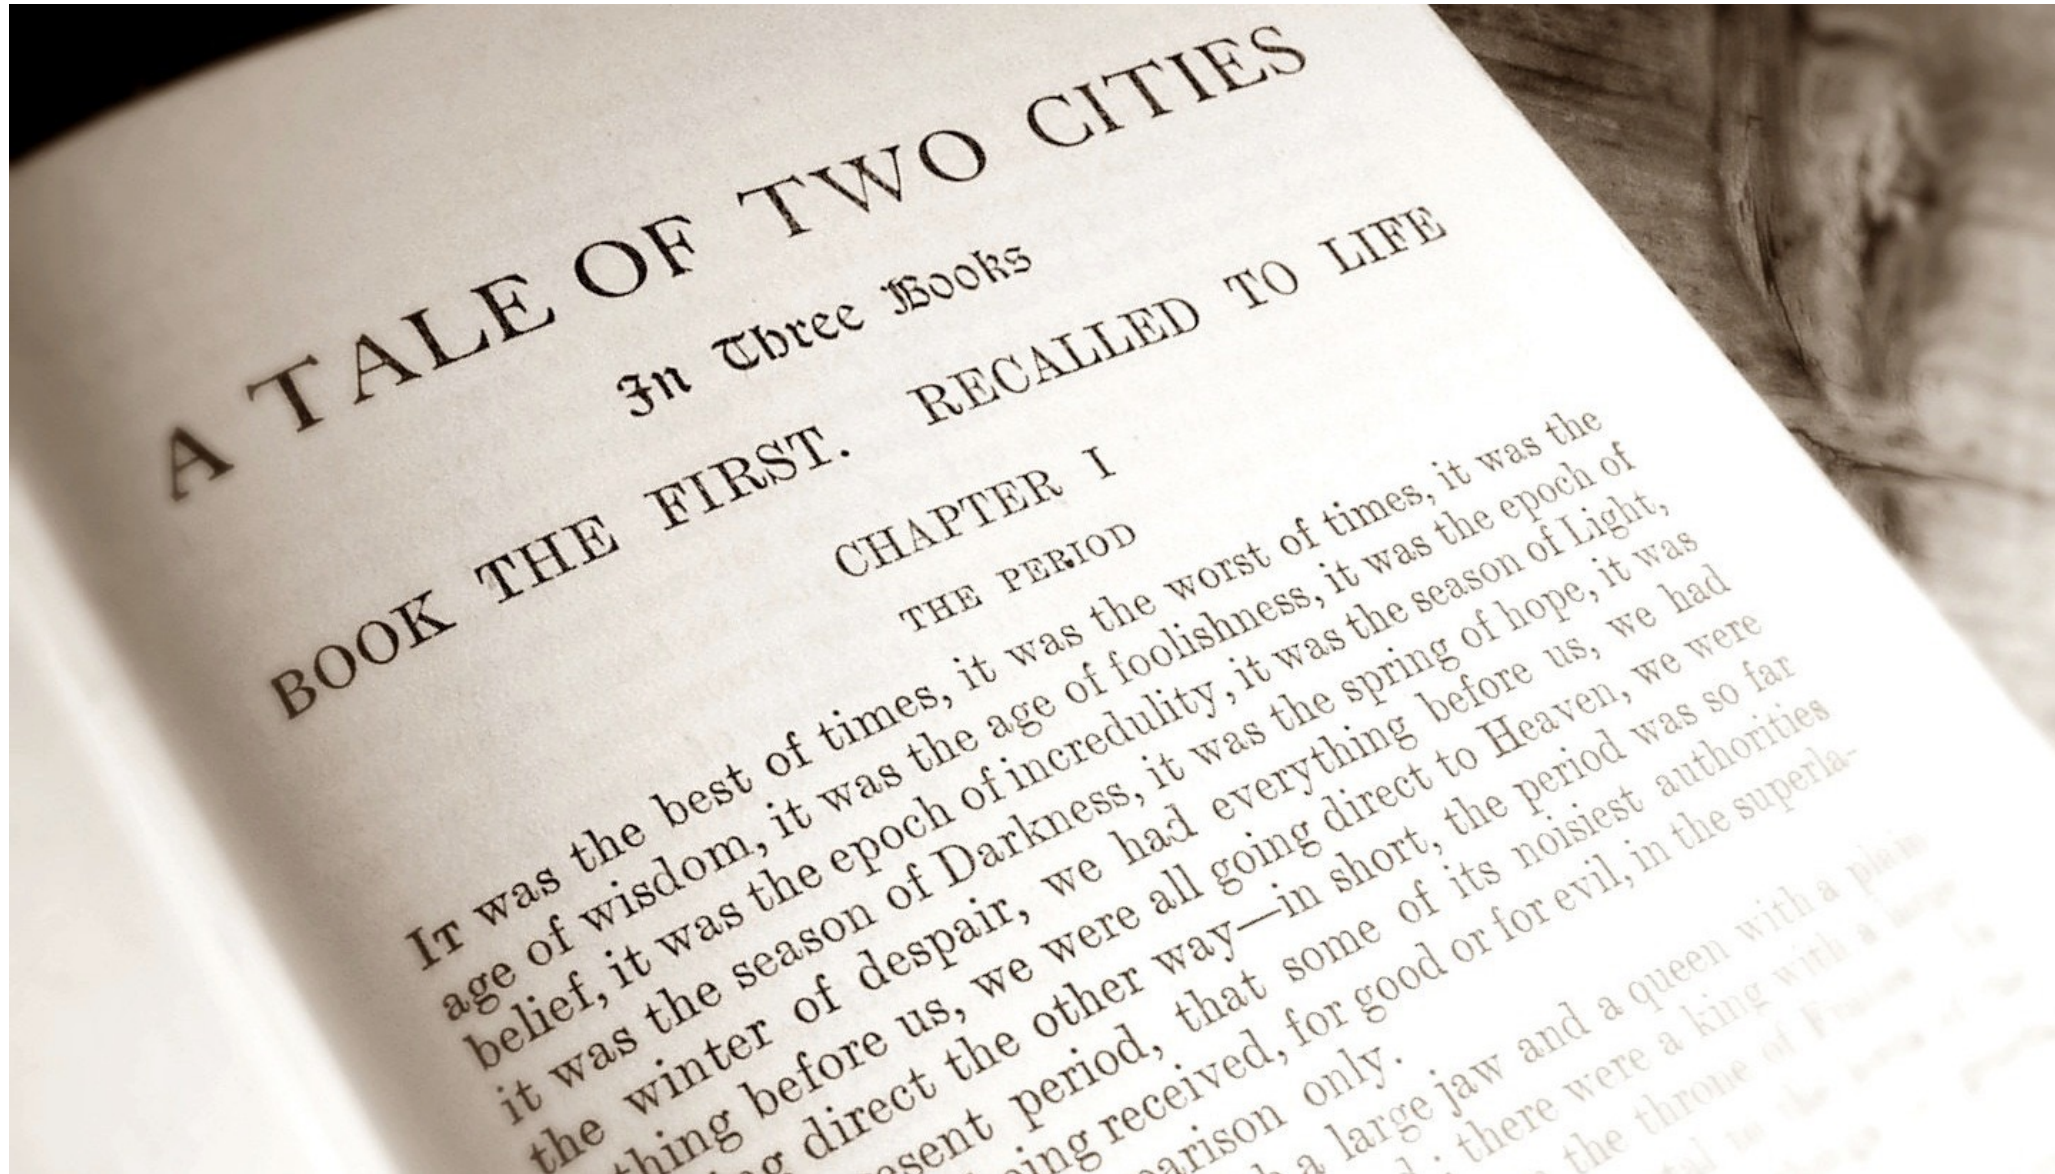 A TALE OF TWO CITIES
In Three Books
BOOK THE FIRST. RECALLED TO LIFE
CHAPTER I
THE PERIOD
IT was the best of times, it was the worst of times, it was the
age of wisdom, it was the age of foolishness, it was the epoch of
belief, it was the epoch of incredulity, it was the season of Light,
it was the season of Darkness, it was the spring of hope, it was
the winter of despair, we had everything before us, we had
thing before us, we were all going direct to Heaven, we were
direct the other way—in short, the period was so far
esent period, that some of its noisiest authorities
eing received, for good or for evil, in the superla-
arison only.
a large jaw and a queen with a plain
; there were a king with a large
the throne of